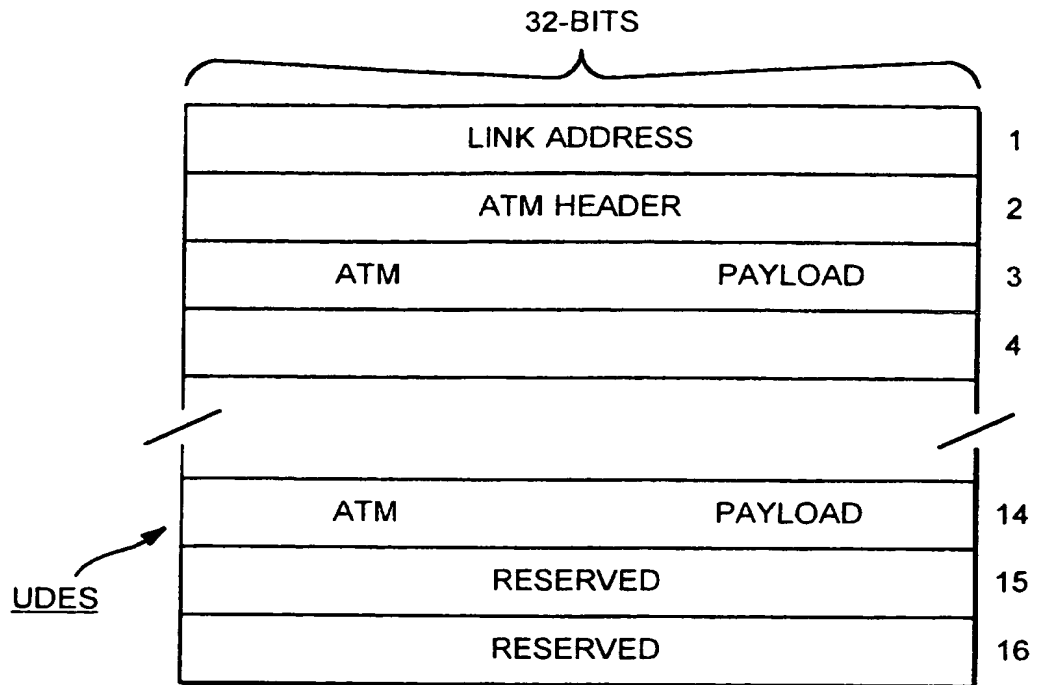 32-BITS
LINK ADDRESS 1
ATM HEADER 2
ATM PAYLOAD 3
4
ATM PAYLOAD 14
UDES
RESERVED 15
RESERVED 16